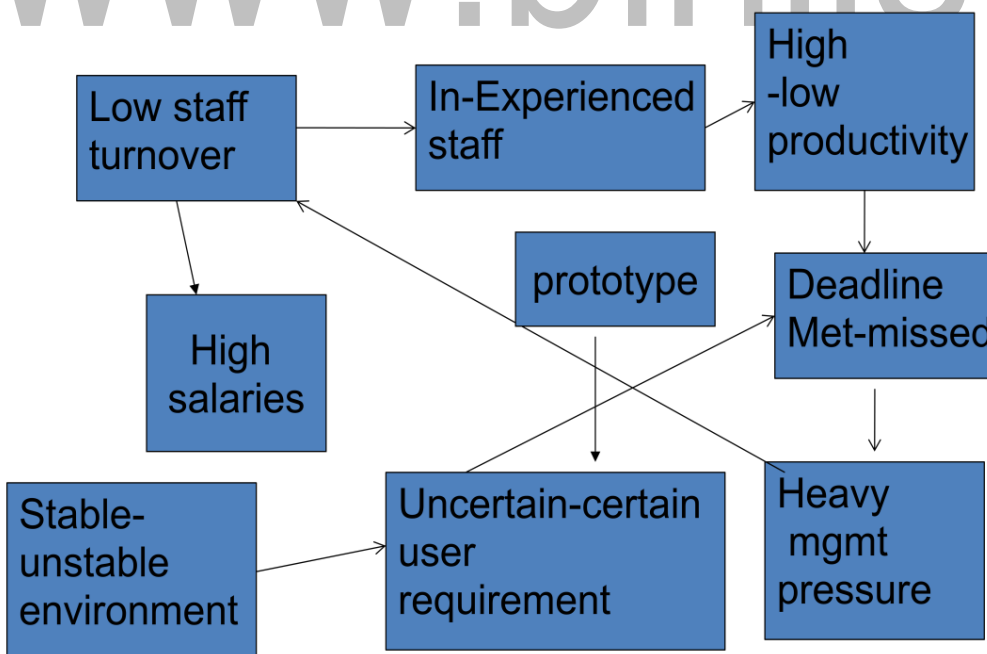 Low staff
turnover
In-Experienced
staff
High
-low
productivity
prototype
Deadline
Met-missed
High
salaries
Stable-
unstable
environment
Uncertain-certain
user
requirement
Heavy
mgmt
pressure